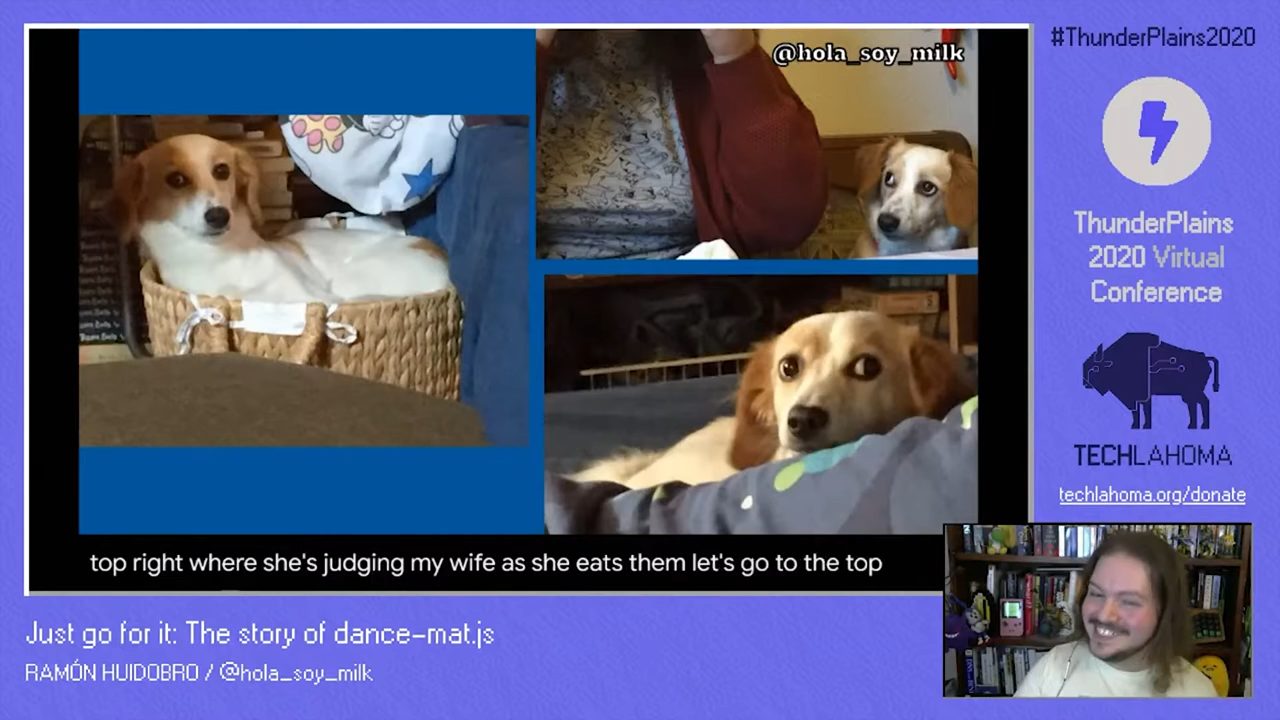 @hola_soy_milk
top right where she's judging my wife as she eats them let's go to the top
#ThunderPlains2020
ThunderPlains
2020 Virtual
Conference
TECHLAHOMA
techlahoma.org/donate
Just go for it: The story of dance-mat.js
RAMÓN HUIDOBRO / @hola_soy_milk